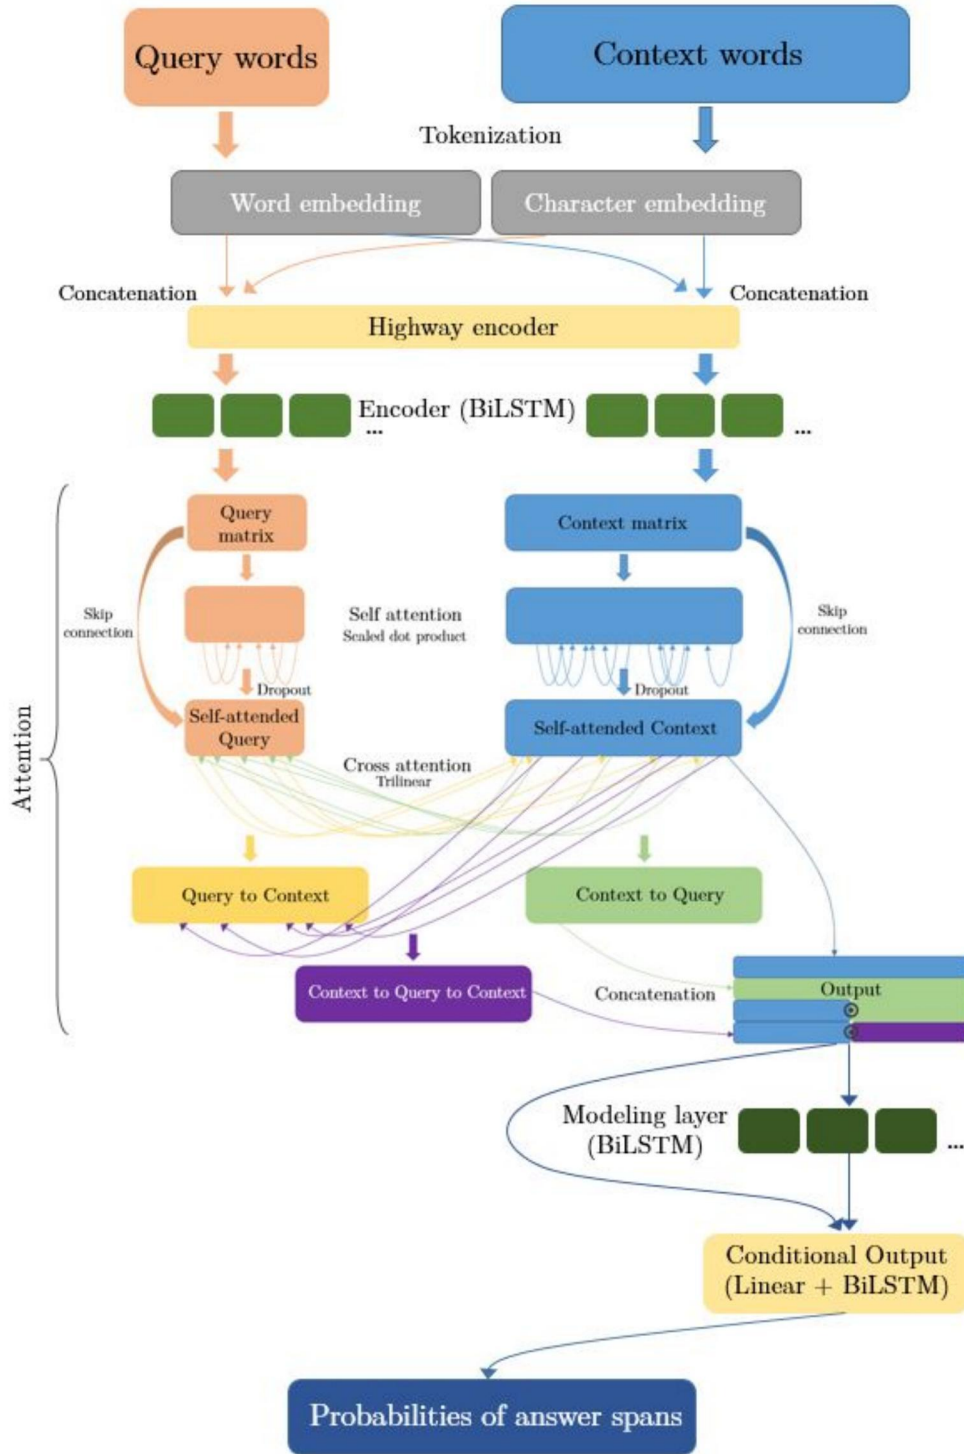 Query words
Context words
Tokenization
Word embedding
Character embedding
Concatenation
Concatenation
Highway encoder
Encoder (BiLSTM)
...
...
Query
matrix
Context matrix
Skip
connection
Self attention
Scaled dot product
Skip
connection
Dropout
Dropout
Self-attended
Query
Self-attended Context
Attention
Cross attention
Trilinear
Query to Context
Context to Query
Context to Query to Context
Concatenation
Output
Modeling layer
(BiLSTM)
...
Conditional Output
(Linear + BiLSTM)
Probabilities of answer spans